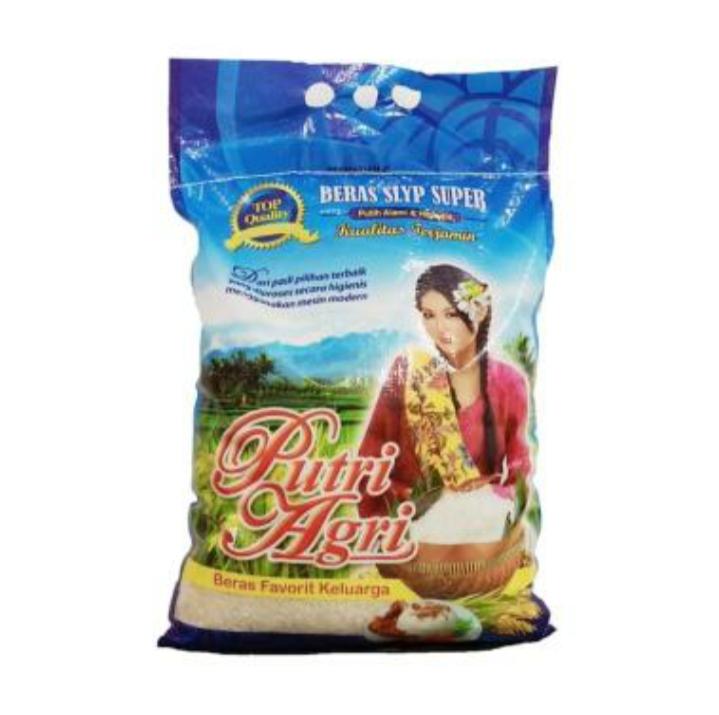 BERAS SLYP SUPER
TOP
Quality
Putih Alami &
Kualitas Terjamin
Dari padi pilihan terbaik
yang diproses secara higienis
menggunakan mesin modern
Putri
Agri
Beras Favorit Keluarga